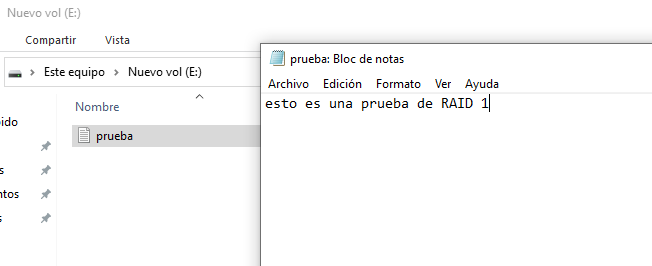 Nuevo vol (E:)
Compartir Vista
Este equipo > Nuevo vol (E:)
Nombre
prueba
prueba: Bloc de notas
Archivo Edición Formato Ver Ayuda
esto es una prueba de RAID 1